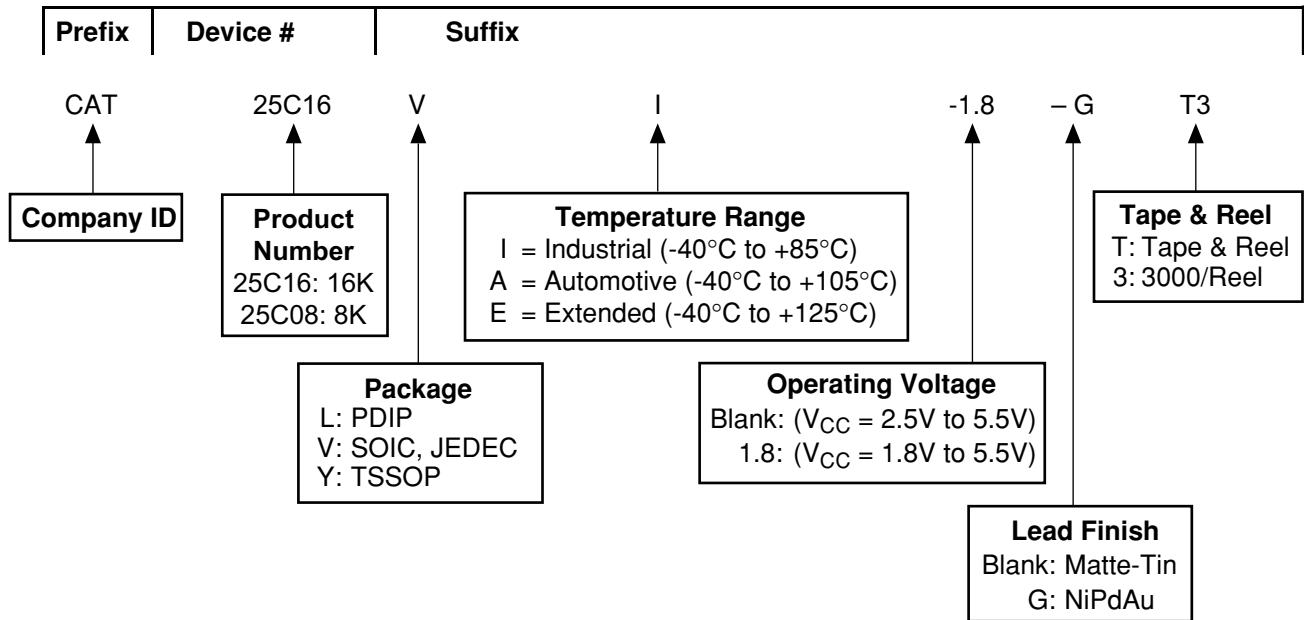 Prefix Device # Suffix
CAT 25C16 V I -1.8 – G T3
Company ID
Product
Number
25C16: 16K
25C08: 8K
Temperature Range
I = Industrial (-40°C to +85°C)
A = Automotive (-40°C to +105°C)
E = Extended (-40°C to +125°C)
Tape & Reel
T: Tape & Reel
3: 3000/Reel
Package
L: PDIP
V: SOIC, JEDEC
Y: TSSOP
Operating Voltage
Blank: (VCC = 2.5V to 5.5V)
1.8: (VCC = 1.8V to 5.5V)
Lead Finish
Blank: Matte-Tin
G: NiPdAu